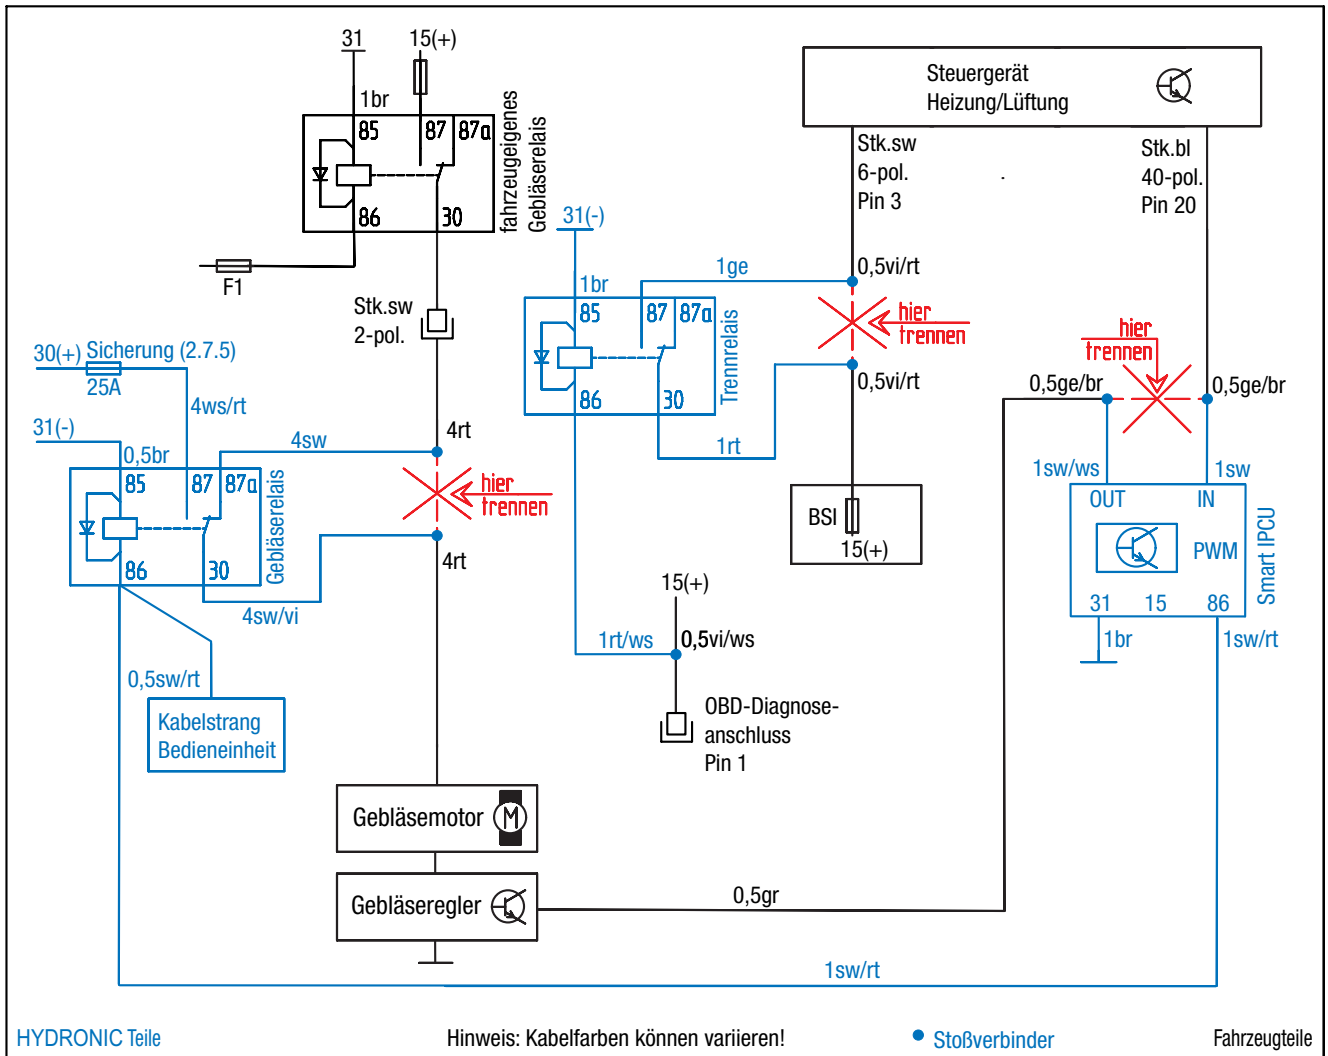 31
15(+)
1br
85
87
87a
86
30
fahrzeugeigenes
Gebläserelais
F1
Stk.sw
2-pol.
Steuergerät
Heizung/Lüftung
Stk.sw
6-pol.
Pin 3
Stk.bl
40-pol.
Pin 20
31(-)
1br
1ge
85
87
87a
86
30
Trennrelais
0,5vi/rt
hier
trennen
0,5vi/rt
1rt
hier
trennen
0,5ge/br
0,5ge/br
30(+)
Sicherung (2.7.5)
25A
4ws/rt
31(-)
0,5br
4sw
4rt
85
87
87a
86
30
Gebläserelais
hier
trennen
4rt
4sw/vi
1sw/ws
1sw
OUT
IN
PWM
31
15
86
Smart IPCU
1br
1sw/rt
BSI
15(+)
15(+)
1rt/ws
0,5vi/ws
OBD-Diagnose-
anschluss
Pin 1
0,5sw/rt
Kabelstrang
Bedieneinheit
Gebläsemotor
M
Gebläseregler
0,5gr
1sw/rt
HYDRONIC Teile
Hinweis: Kabelfarben können variieren!
Stoßverbinder
Fahrzeugteile